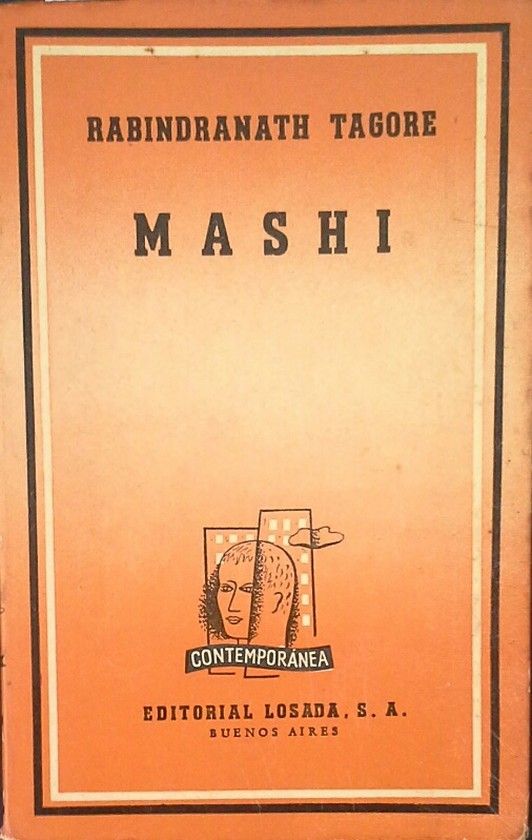 RABINDRANATH TAGORE
MASHI
CONTEMPORÁNEA
EDITORIAL LOSADA, S. A.
BUENOS AIRES